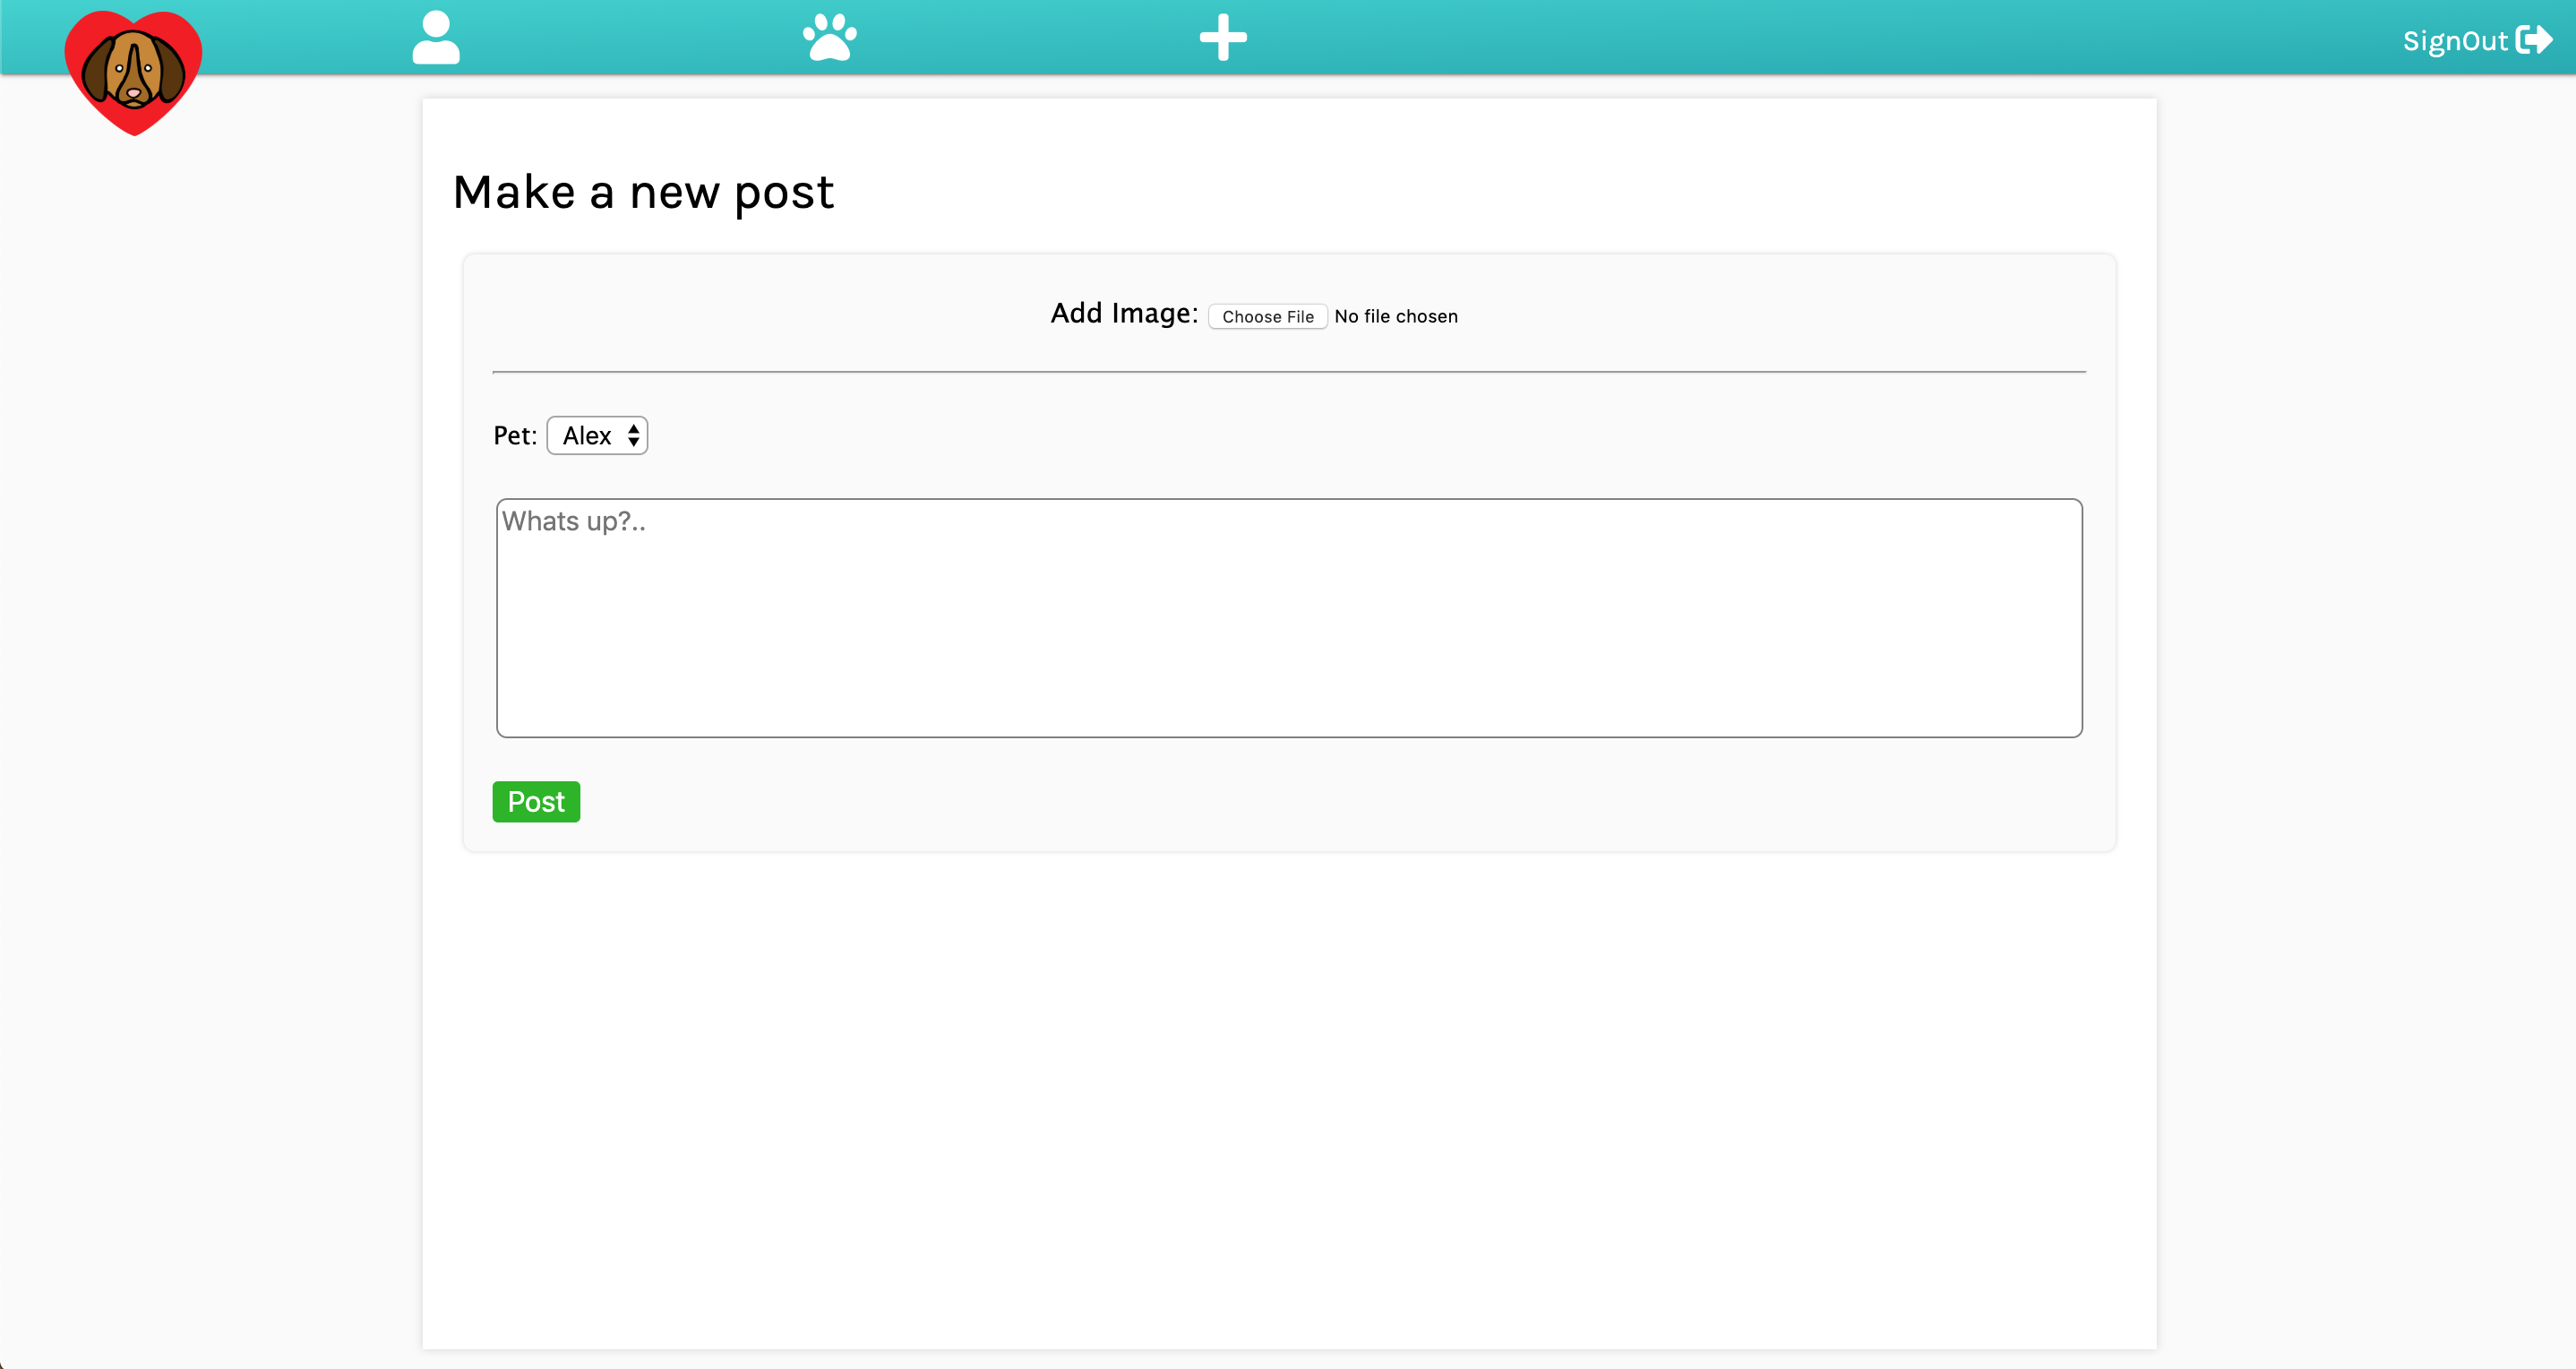 SignOut
Make a new post
Add Image: Choose File No file chosen
Pet: Alex
Whats up?..
Post